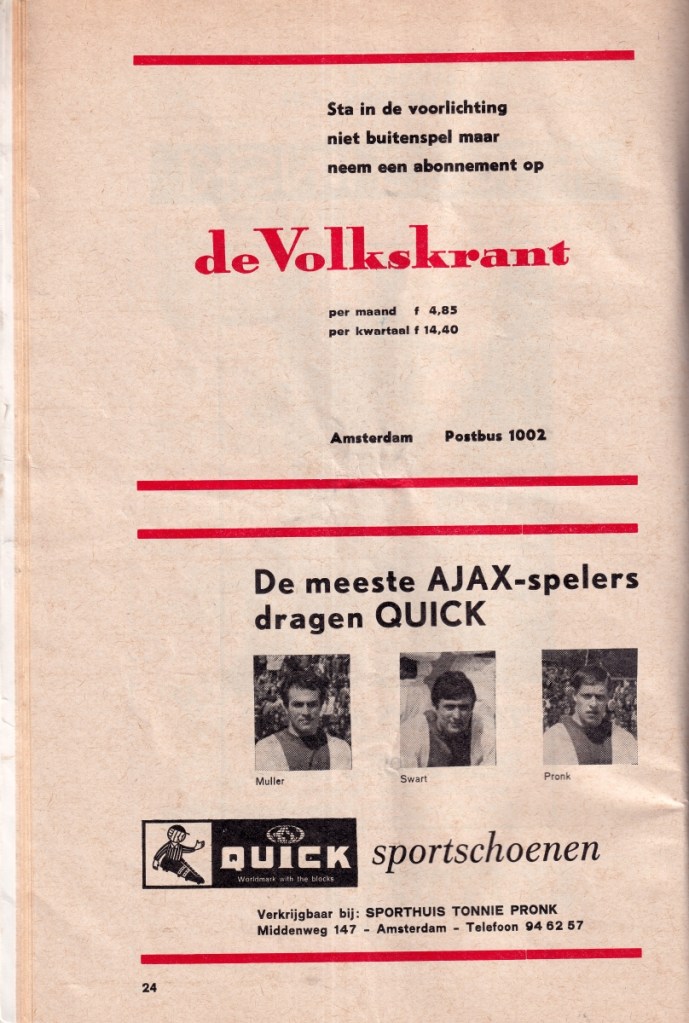 Sta in de voorlichting
niet buitenspel maar
neem een abonnement op
de Volkskrant
per maand f 4,85
per kwartaal f 14,40
Amsterdam Postbus 1002
De meeste AJAX-spelers
dragen QUICK
Muller Swart Pronk
QUICK sportschoenen
Worldmark with the blocks
Verkrijgbaar bij: SPORTHUIS TONNIE PRONK
Middenweg 147 - Amsterdam - Telefoon 94 62 57
24